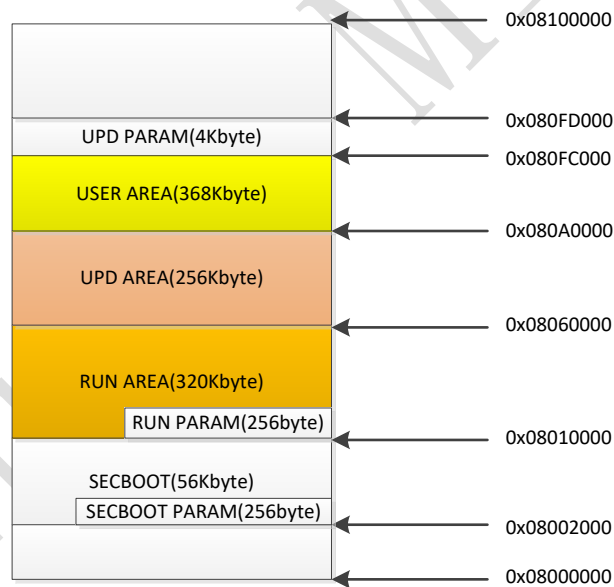 0x08100000
0x080FD000
UPD PARAM(4Kbyte)
0x080FC000
USER AREA(368Kbyte)
0x080A0000
UPD AREA(256Kbyte)
0x08060000
RUN AREA(320Kbyte)
RUN PARAM(256byte)
0x08010000
SECBOOT(56Kbyte)
SECBOOT PARAM(256byte)
0x08002000
0x08000000